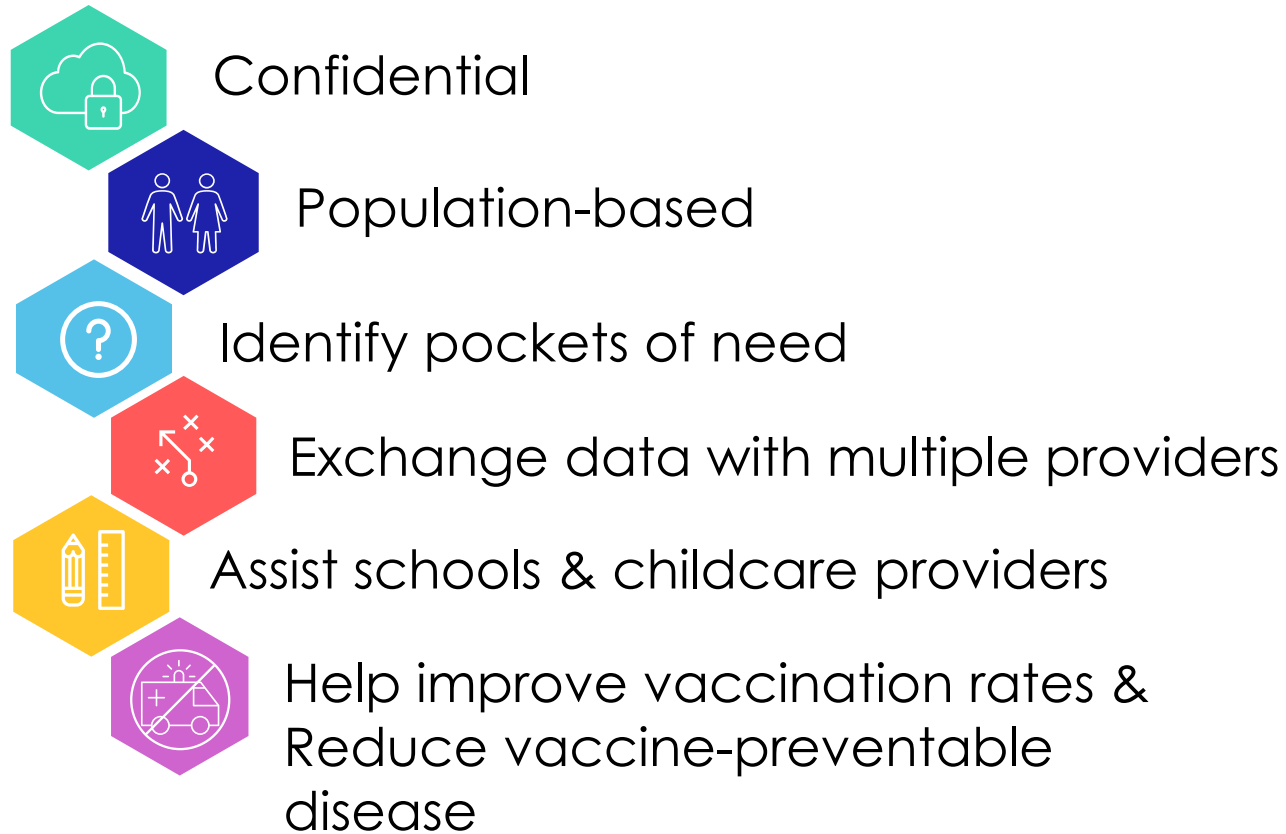 Confidential
Population-based
Identify pockets of need
Exchange data with multiple providers
Assist schools & childcare providers
Help improve vaccination rates &
Reduce vaccine-preventable
disease